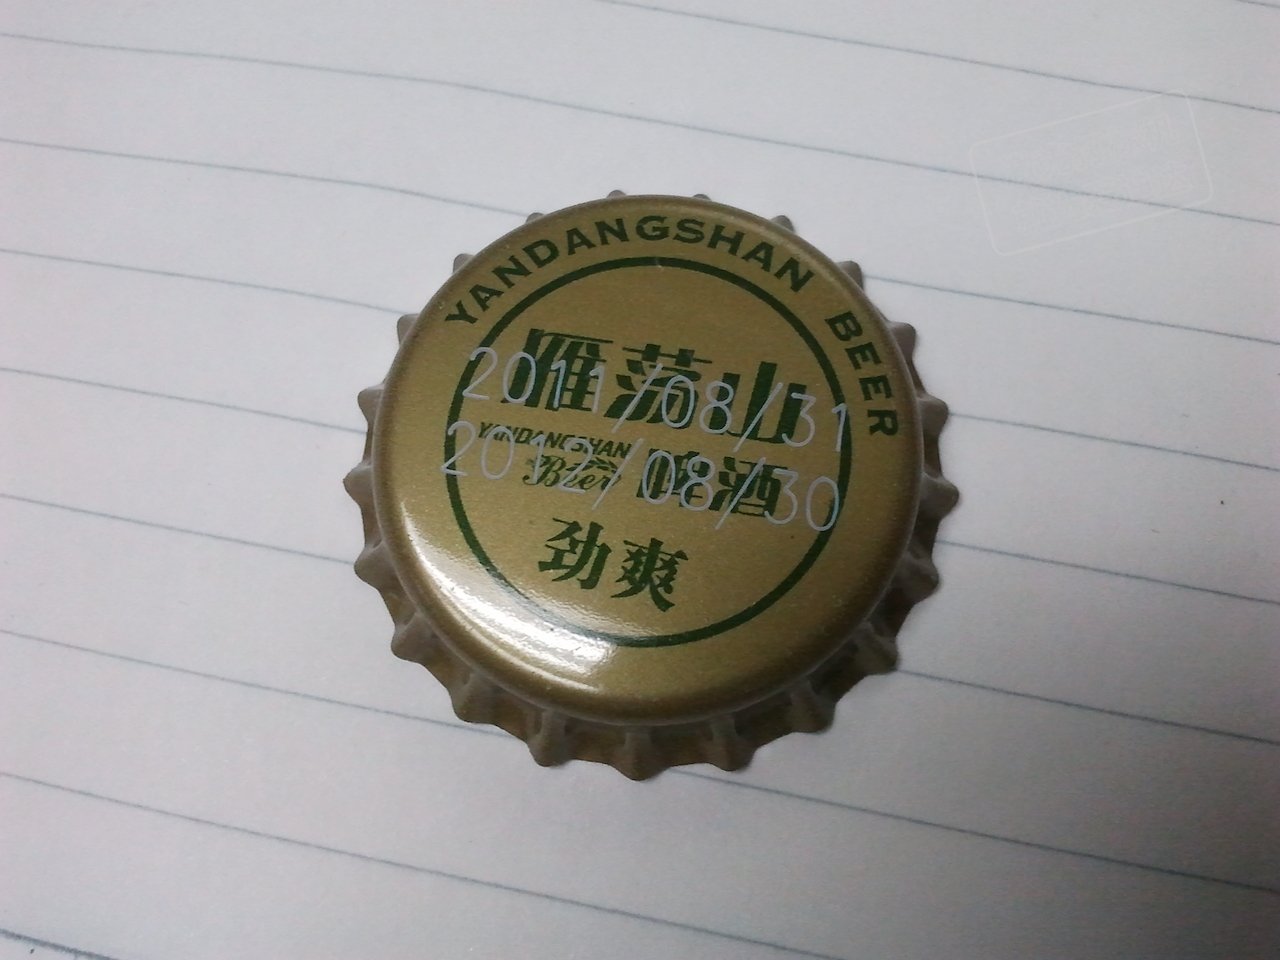 YANDANGSHAN BEER
雁荡山
2011/08/31
YANDANGSHAN
Beer
啤酒
2012/08/30
劲爽